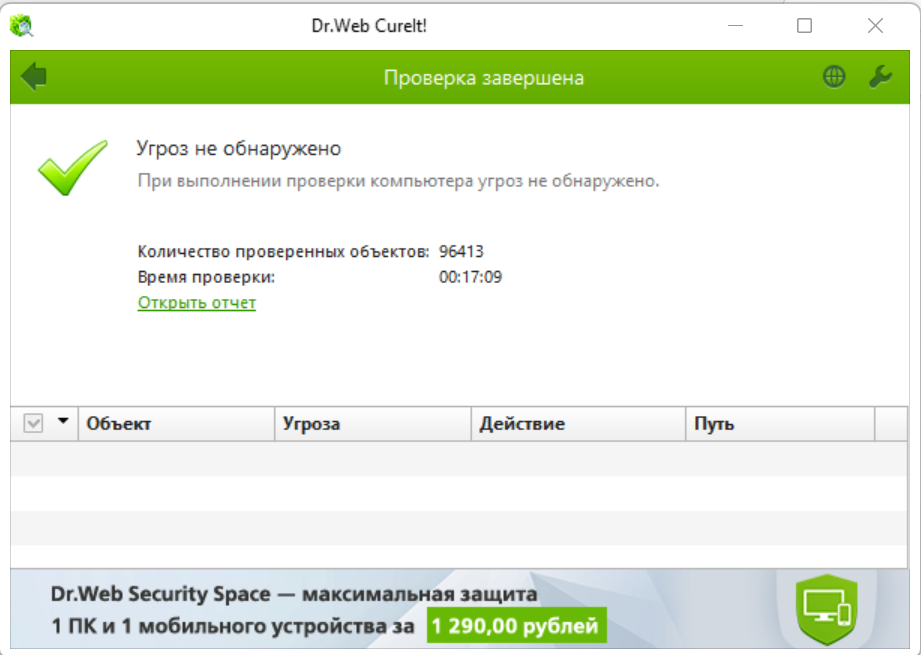 Dr.Web CureIt!
Проверка завершена
Угроз не обнаружено
При выполнении проверки компьютера угроз не обнаружено.
Количество проверенных объектов: 96413
Время проверки: 00:17:09
Открыть отчет
Объект Угроза Действие Путь
Dr.Web Security Space — максимальная защита
1 ПК и 1 мобильного устройства за 1 290,00 рублей